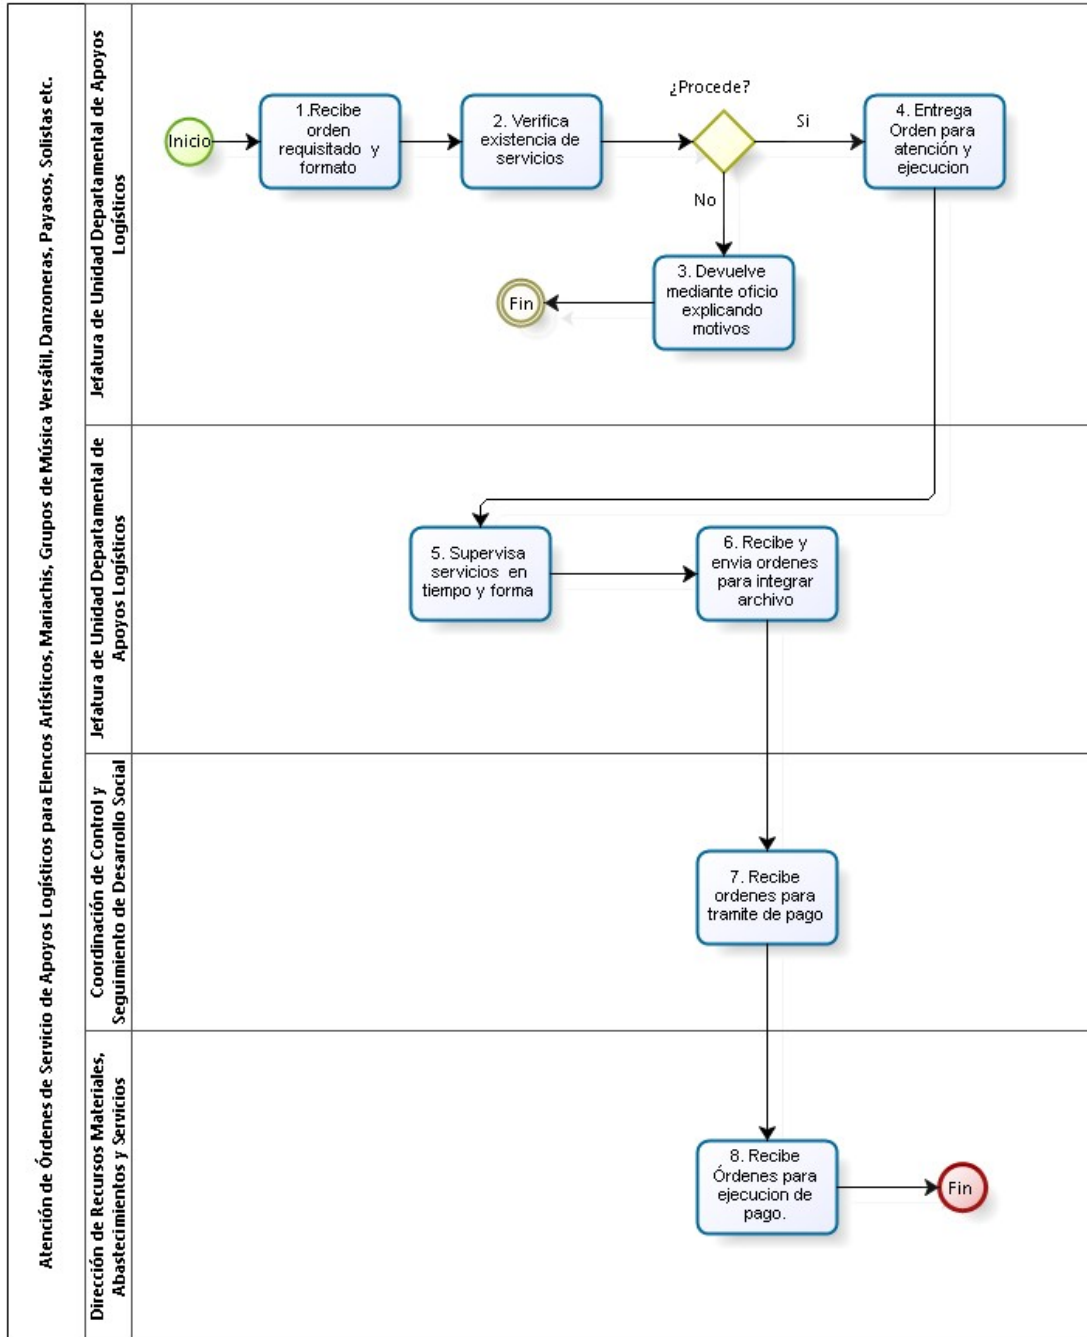 Atención de Órdenes de Servicio de Apoyos Logísticos para Elencos Artísticos, Mariachis, Grupos de Música Versátil, Danzoneras, Payasos, Solistas etc.
Jefatura de Unidad Departamental de Apoyos
Logísticos
Inicio
1.Recibe
orden
requisitado y
formato
2. Verifica
existencia de
servicios
¿Procede?
Si
4. Entrega
Orden para
atención y
ejecucion
No
3. Devuelve
mediante oficio
explicando
motivos
Fin
Jefatura de Unidad Departamental de
Apoyos Logísticos
5. Supervisa
servicios en
tiempo y forma
6. Recibe y
envia ordenes
para integrar
archivo
Coordinación de Control y
Seguimiento de Desarrollo Social
7. Recibe
ordenes para
tramite de pago
Dirección de Recursos Materiales,
Abastecimientos y Servicios
8. Recibe
Órdenes para
ejecucion de
pago.
Fin